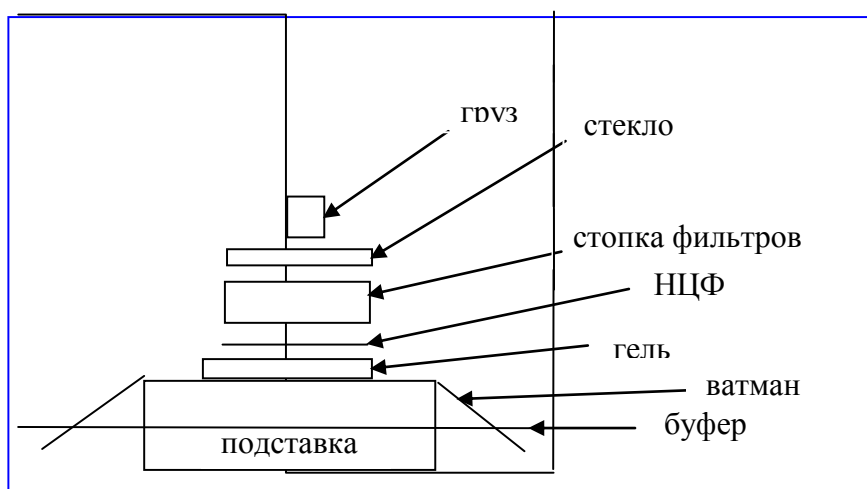 груз
стекло
стопка фильтров
НЦФ
гель
ватман
буфер
подставка